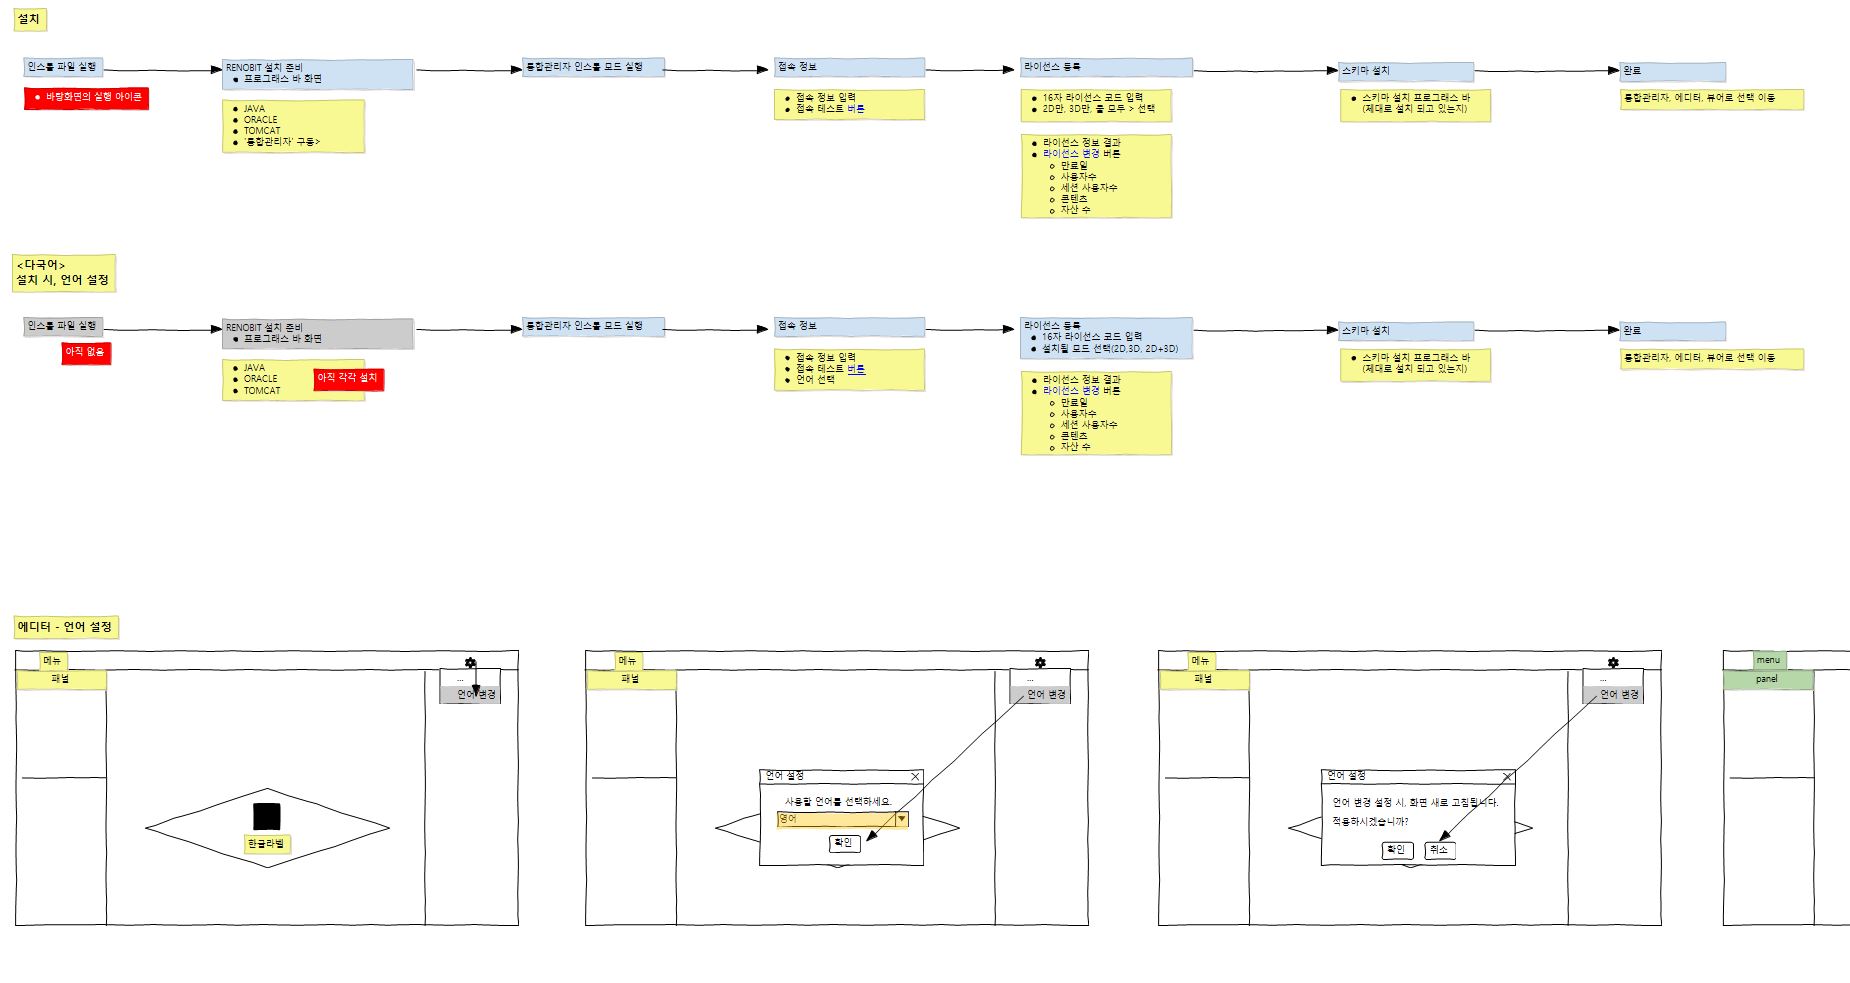 설치
인스톨 파일 실행
바탕화면의 실행 아이콘
RENOBIT 설치 준비
프로그래스 바 화면
JAVA
ORACLE
TOMCAT
'통합관리자' 구동>
통합관리자 인스톨 모드 실행
접속 정보
접속 정보 입력
접속 테스트 버튼
라이선스 등록
16자 라이선스 코드 입력
2D만, 3D만, 둘 모두 > 선택
라이선스 정보 결과
라이선스 변경 버튼
만료일
사용자수
세션 사용자수
콘텐츠
자산 수
스키마 설치
스키마 설치 프로그래스 바
(제대로 설치 되고 있는지)
완료
통합관리자, 에디터, 뷰어로 선택 이동
<다국어>
설치 시, 언어 설정
인스톨 파일 실행
아직 없음
RENOBIT 설치 준비
프로그래스 바 화면
JAVA
ORACLE
TOMCAT
아직 각각 설치
통합관리자 인스톨 모드 실행
접속 정보
접속 정보 입력
접속 테스트 버튼
언어 선택
라이선스 등록
16자 라이선스 코드 입력
설치될 모드 선택(2D,3D, 2D+3D)
라이선스 정보 결과
라이선스 변경 버튼
만료일
사용자수
세션 사용자수
콘텐츠
자산 수
스키마 설치
스키마 설치 프로그래스 바
(제대로 설치 되고 있는지)
완료
통합관리자, 에디터, 뷰어로 선택 이동
에디터 - 언어 설정
메뉴
패널
...
언어 변경
한글라벨
메뉴
패널
...
언어 변경
언어 설정
사용할 언어를 선택하세요.
영어
확인
메뉴
패널
...
언어 변경
언어 설정
언어 변경 설정 시, 화면 새로 고침됩니다.
적용하시겠습니까?
확인
취소
menu
panel